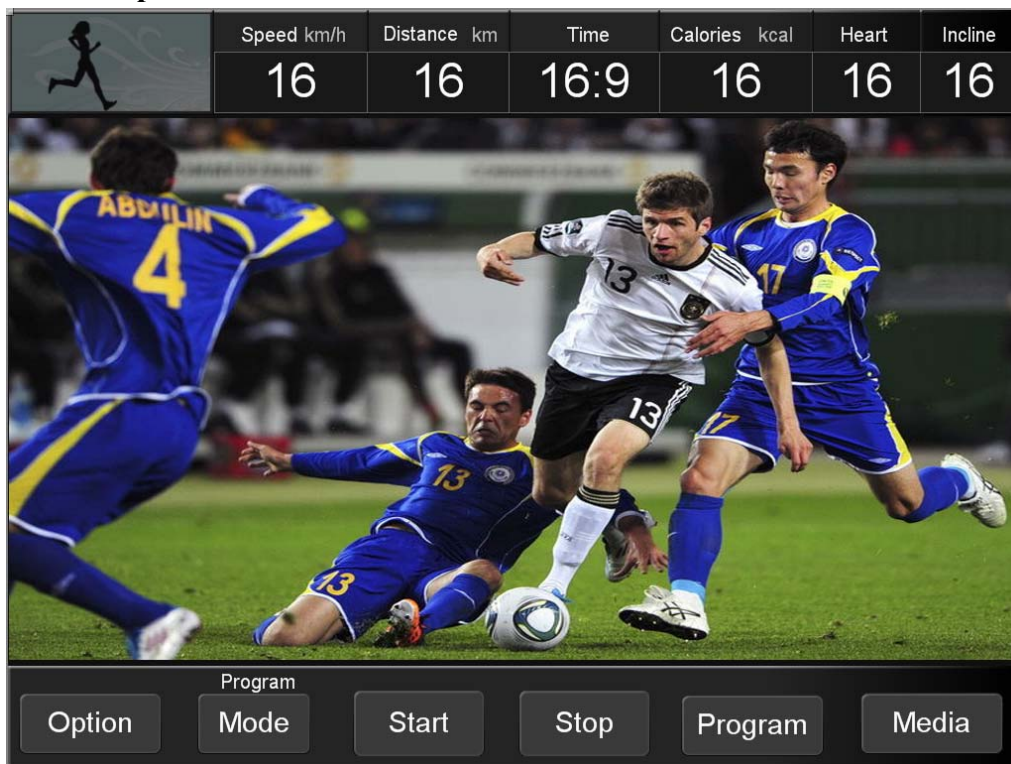 Speed km/h
Distance km
Time
Calories kcal
Heart
Incline
16
16
16:9
16
16
16
ABDULIN
4
13
17
13
13
17
13
Program
Option
Mode
Start
Stop
Program
Media